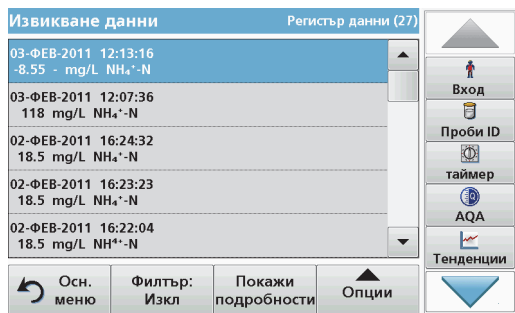 Извикване данни
Регистър данни (27)
03-ФЕВ-2011 12:13:16
-8.55 - mg/L NH₄⁺-N
03-ФЕВ-2011 12:07:36
118 mg/L NH₄⁺-N
02-ФЕВ-2011 16:24:32
18.5 mg/L NH₄⁺-N
02-ФЕВ-2011 16:23:23
18.5 mg/L NH₄⁺-N
02-ФЕВ-2011 16:22:04
18.5 mg/L NH⁴⁺-N
Осн.
меню
Филтър:
Изкл
Покажи
подробности
Опции
Вход
Проби ID
таймер
AQA
Тенденции